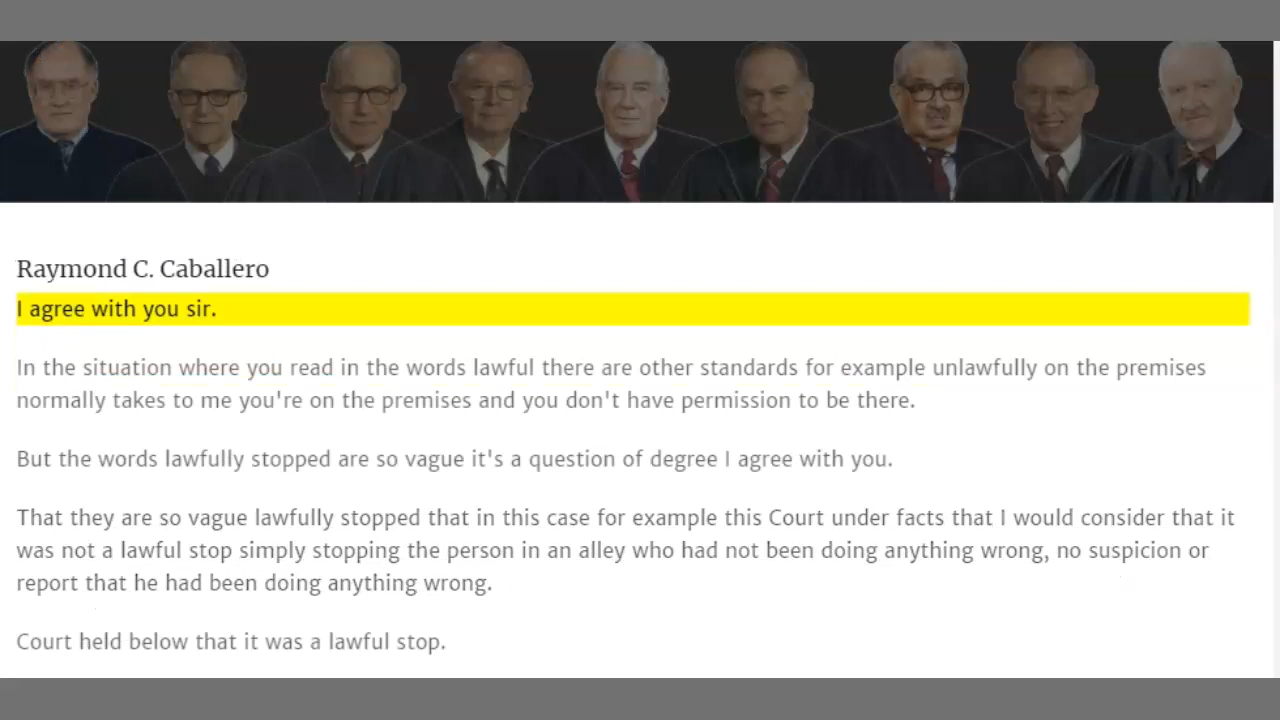 Raymond C. Caballero
I agree with you sir.
In the situation where you read in the words lawful there are other standards for example unlawfully on the premises
normally takes to me you're on the premises and you don't have permission to be there.
But the words lawfully stopped are so vague it's a question of degree I agree with you.
That they are so vague lawfully stopped that in this case for example this Court under facts that I would consider that it
was not a lawful stop simply stopping the person in an alley who had not been doing anything wrong, no suspicion or
report that he had been doing anything wrong.
Court held below that it was a lawful stop.